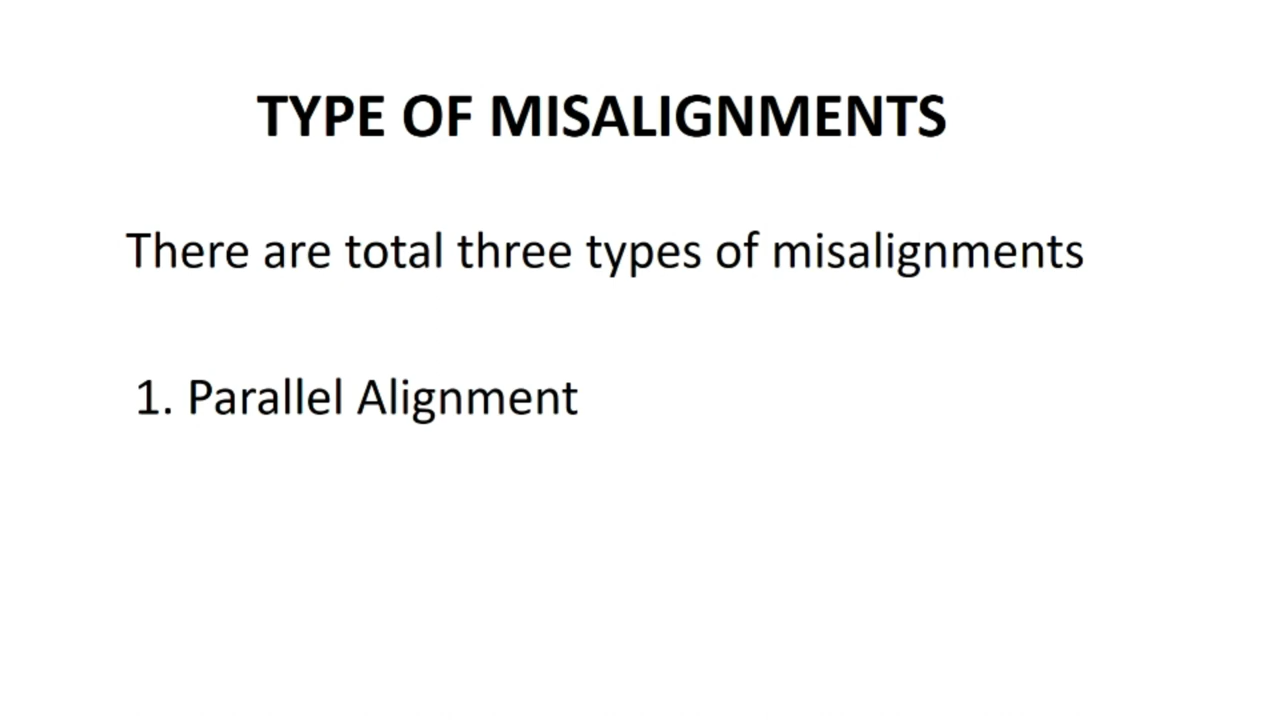 TYPE OF MISALIGNMENTS
There are total three types of misalignments
1. Parallel Alignment